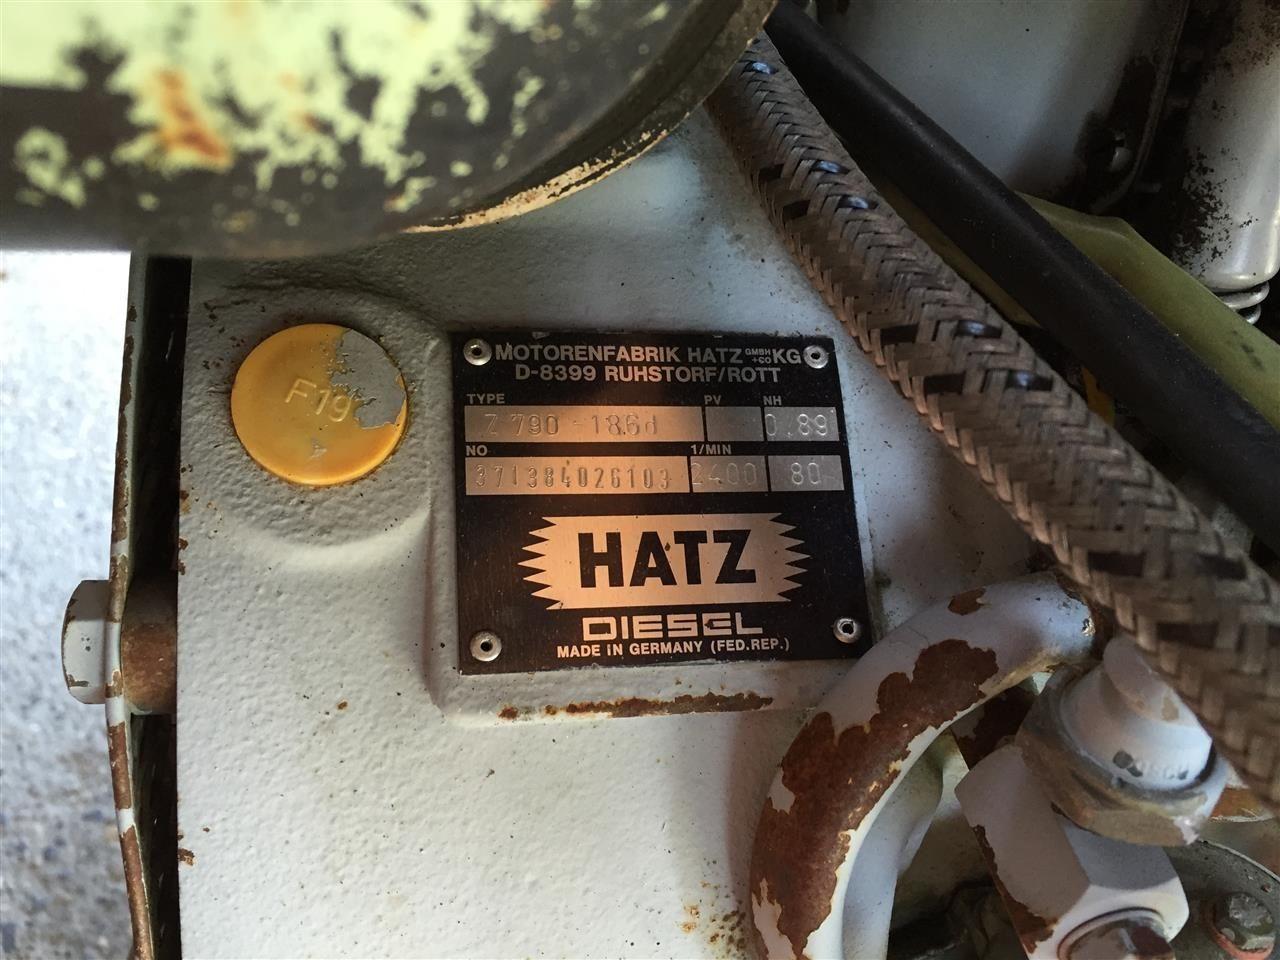 MOTORENFABRIK HATZ GMBH +CO KG
D-8399 RUHSTORF/ROTT
TYPE PV NH
Z 790 -186d 0.89
NO 1/MIN
371384026103 2400 80
HATZ
DIESEL
MADE IN GERMANY (FED.REP.)
F19
A